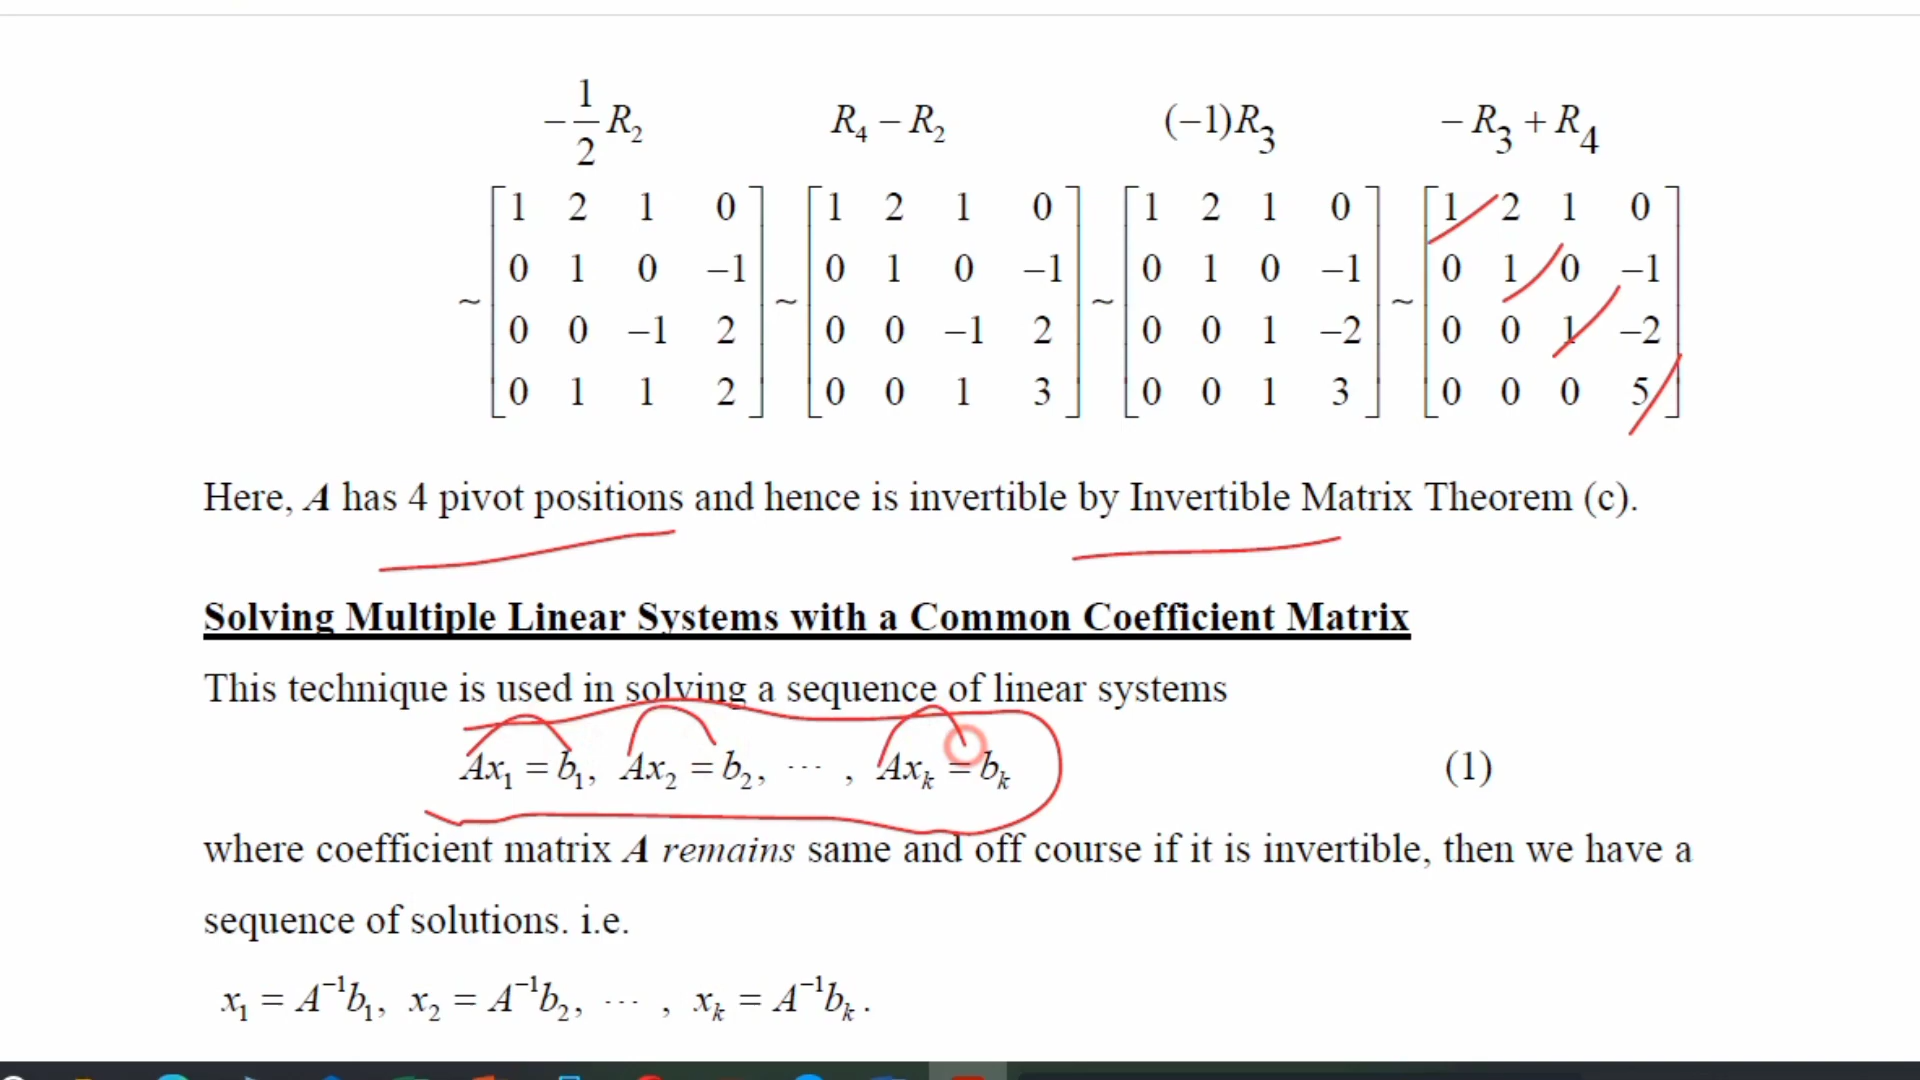 −1/2 R₂   R₄ − R₂   (−1)R₃   − R₃ + R₄
~ [1 2 1 0; 0 1 0 −1; 0 0 −1 2; 0 1 1 2] ~ [1 2 1 0; 0 1 0 −1; 0 0 −1 2; 0 0 1 3] ~ [1 2 1 0; 0 1 0 −1; 0 0 1 −2; 0 0 1 3] ~ [1 2 1 0; 0 1 0 −1; 0 0 1 −2; 0 0 0 5]
Here, A has 4 pivot positions and hence is invertible by Invertible Matrix Theorem (c).
Solving Multiple Linear Systems with a Common Coefficient Matrix
This technique is used in solving a sequence of linear systems
Ax₁ = b₁, Ax₂ = b₂, ⋯ , Axₖ = bₖ (1)
where coefficient matrix A remains same and off course if it is invertible, then we have a
sequence of solutions. i.e.
x₁ = A⁻¹b₁, x₂ = A⁻¹b₂, ⋯ , xₖ = A⁻¹bₖ.